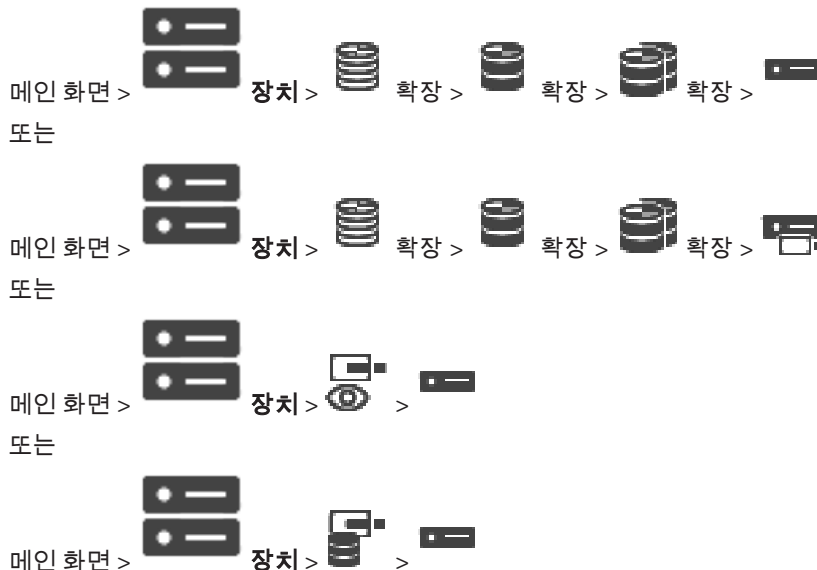 메인 화면 > 장치 > 확장 > 확장 > 확장 >
또는
메인 화면 > 장치 > 확장 > 확장 > 확장 >
또는
메인 화면 > 장치 > >
또는
메인 화면 > 장치 > >